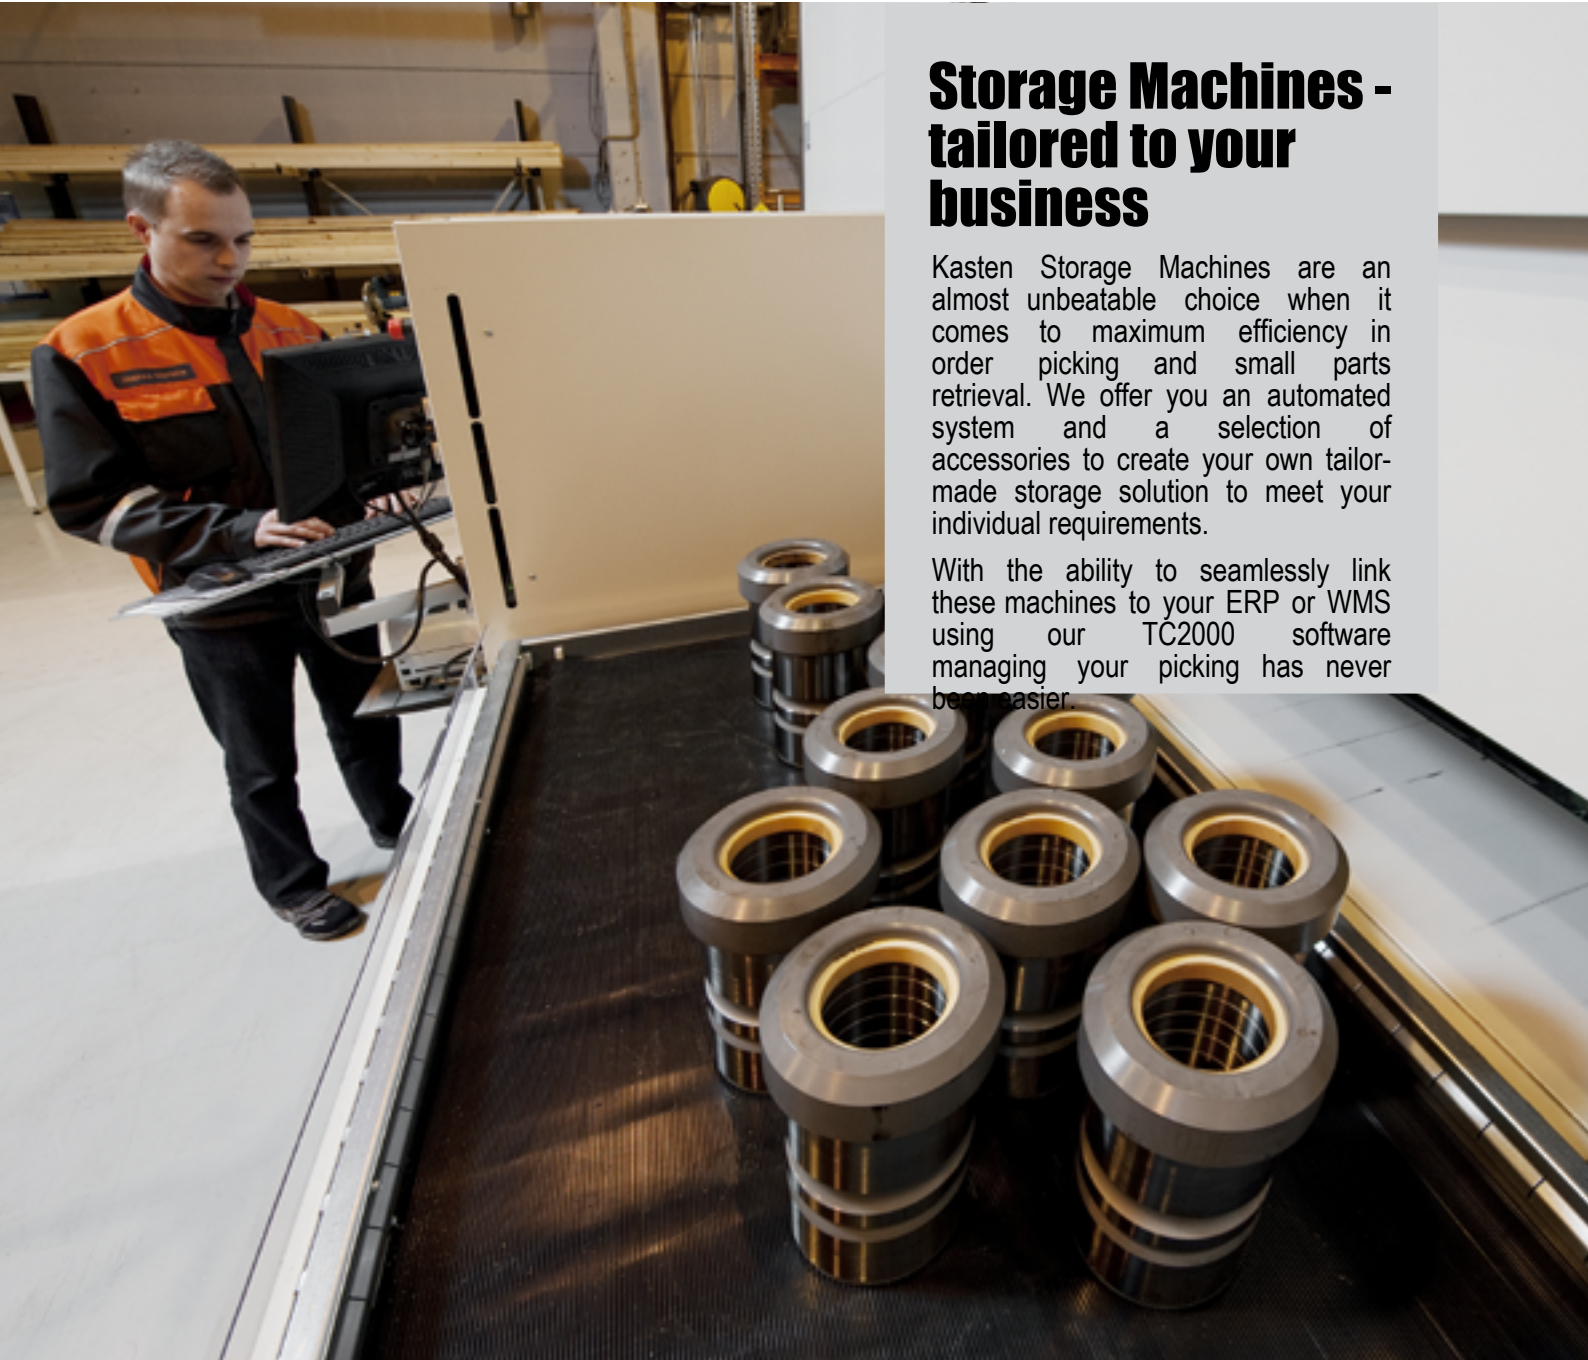 Storage Machines -
tailored to your
business
Kasten Storage Machines are an
almost unbeatable choice when it
comes to maximum efficiency in
order picking and small parts
retrieval. We offer you an automated
system and a selection of
accessories to create your own tailor-
made storage solution to meet your
individual requirements.
With the ability to seamlessly link
these machines to your ERP or WMS
using our TC2000 software
managing your picking has never
been easier.